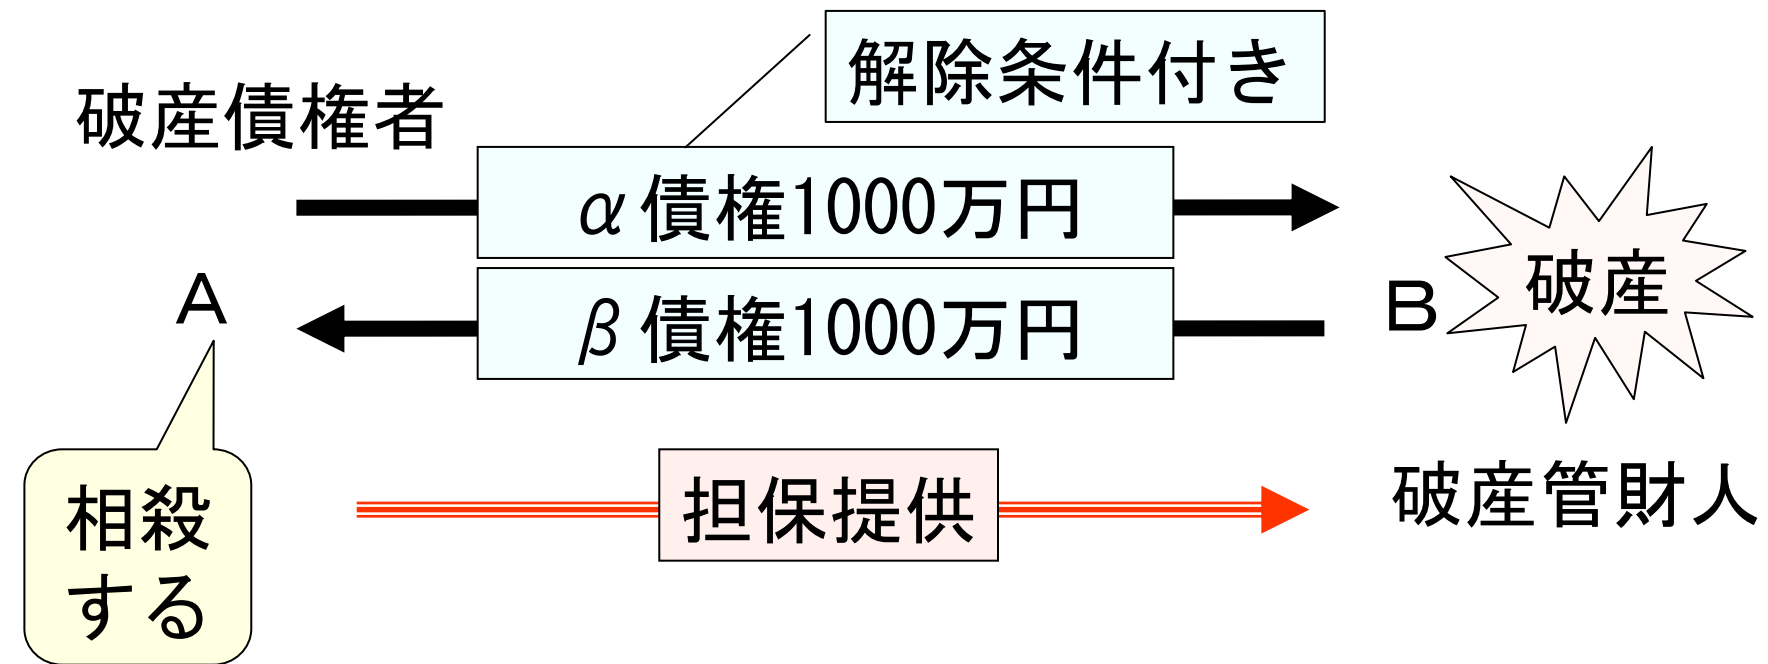 解除条件付き
破産債権者
α債権1000万円
β債権1000万円
A
B
破産
相殺
する
担保提供
破産管財人